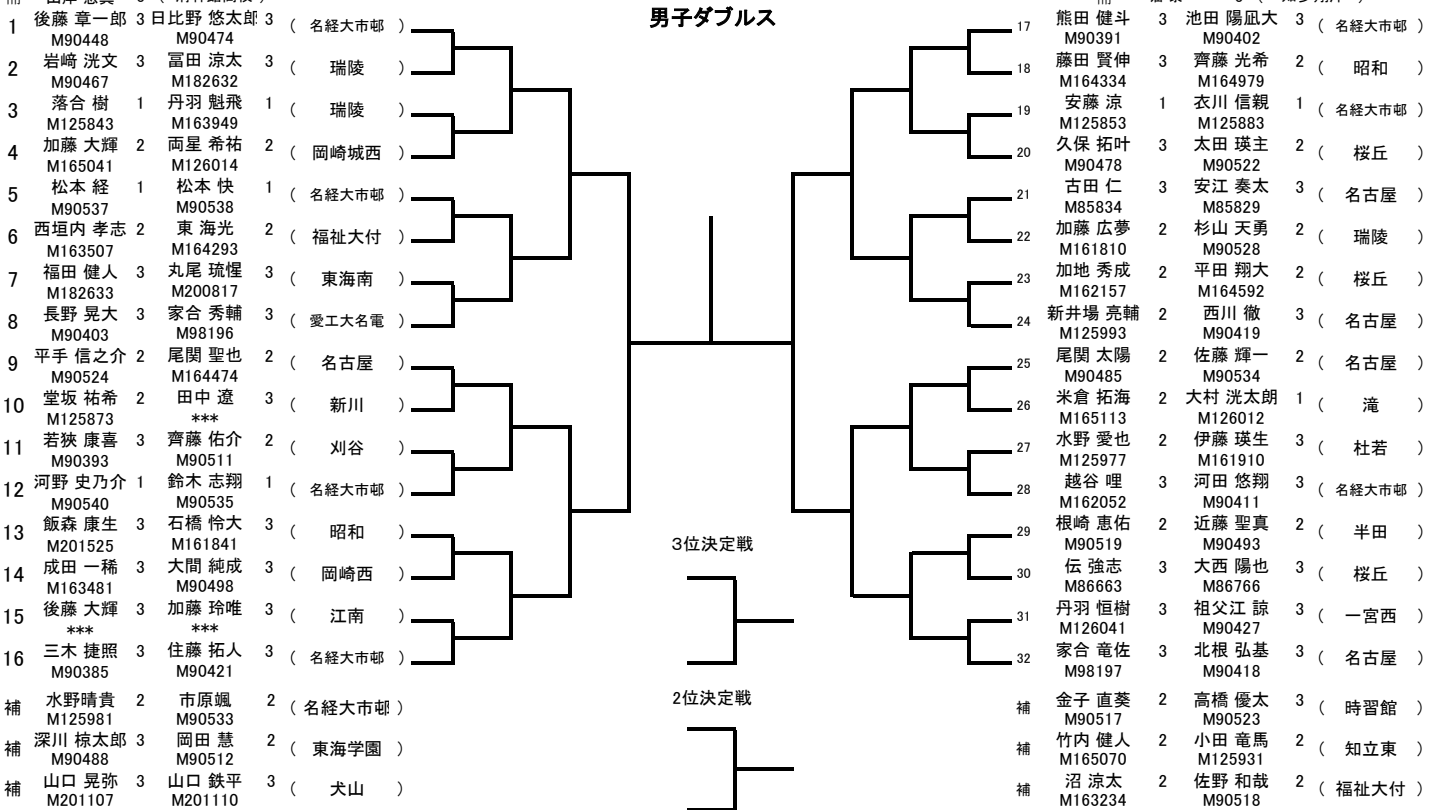 男子ダブルス
1 後藤 章一郎 3 日比野 悠太郎 3 ( 名経大市邨 )
M90448 M90474
2 岩﨑 洸文 3 冨田 涼太 3 ( 瑞陵 )
M90467 M182632
3 落合 樹 1 丹羽 魁飛 1 ( 瑞陵 )
M125843 M163949
4 加藤 大輝 2 両星 希祐 2 ( 岡崎城西 )
M165041 M126014
5 松本 経 1 松本 快 1 ( 名経大市邨 )
M90537 M90538
6 西垣内 孝志 2 東 海光 2 ( 福祉大付 )
M163507 M164293
7 福田 健人 3 丸尾 琉惺 3 ( 東海南 )
M182633 M200817
8 長野 晃大 3 家合 秀輔 3 ( 愛工大名電 )
M90403 M98196
9 平手 信之介 2 尾関 聖也 2 ( 名古屋 )
M90524 M164474
10 堂坂 祐希 2 田中 遼 3 ( 新川 )
M125873 ***
11 若狹 康喜 3 齊藤 佑介 2 ( 刈谷 )
M90393 M90511
12 河野 史乃介 1 鈴木 志翔 1 ( 名経大市邨 )
M90540 M90535
13 飯森 康生 3 石橋 怜大 3 ( 昭和 )
M201525 M161841
14 成田 一稀 3 大間 純成 3 ( 岡崎西 )
M163481 M90498
15 後藤 大輝 3 加藤 玲唯 3 ( 江南 )
*** ***
16 三木 捷照 3 住藤 拓人 3 ( 名経大市邨 )
M90385 M90421
補 水野晴貴 2 市原颯 2 ( 名経大市邨 )
M125981 M90533
補 深川 椋太郎 3 岡田 慧 2 ( 東海学園 )
M90488 M90512
補 山口 晃弥 3 山口 鉄平 3 ( 犬山 )
M201107 M201110
3位決定戦
2位決定戦
17 熊田 健斗 3 池田 陽凪大 3 ( 名経大市邨 )
M90391 M90402
18 藤田 賢伸 3 齊藤 光希 2 ( 昭和 )
M164334 M164979
19 安藤 涼 1 衣川 信親 1 ( 名経大市邨 )
M125853 M125883
20 久保 拓叶 3 太田 瑛主 2 ( 桜丘 )
M90478 M90522
21 古田 仁 3 安江 奏太 3 ( 名古屋 )
M85834 M85829
22 加藤 広夢 2 杉山 天勇 2 ( 瑞陵 )
M161810 M90528
23 加地 秀成 2 平田 翔大 2 ( 桜丘 )
M162157 M164592
24 新井場 亮輔 2 西川 徹 3 ( 名古屋 )
M125993 M90419
25 尾関 太陽 2 佐藤 輝一 2 ( 名古屋 )
M90485 M90534
26 米倉 拓海 2 大村 洸太朗 1 ( 滝 )
M165113 M126012
27 水野 愛也 2 伊藤 瑛生 3 ( 杜若 )
M125977 M161910
28 越谷 哩 3 河田 悠翔 3 ( 名経大市邨 )
M162052 M90411
29 根崎 恵佑 2 近藤 聖真 2 ( 半田 )
M90519 M90493
30 伝 強志 3 大西 陽也 3 ( 桜丘 )
M86663 M86766
31 丹羽 恒樹 3 祖父江 諒 3 ( 一宮西 )
M126041 M90427
32 家合 竜佐 3 北根 弘基 3 ( 名古屋 )
M98197 M90418
補 金子 直葵 2 高橋 優太 3 ( 時習館 )
M90517 M90523
補 竹内 健人 2 小田 竜馬 2 ( 知立東 )
M165070 M125931
補 沼 涼太 2 佐野 和哉 2 ( 福祉大付 )
M163234 M90518